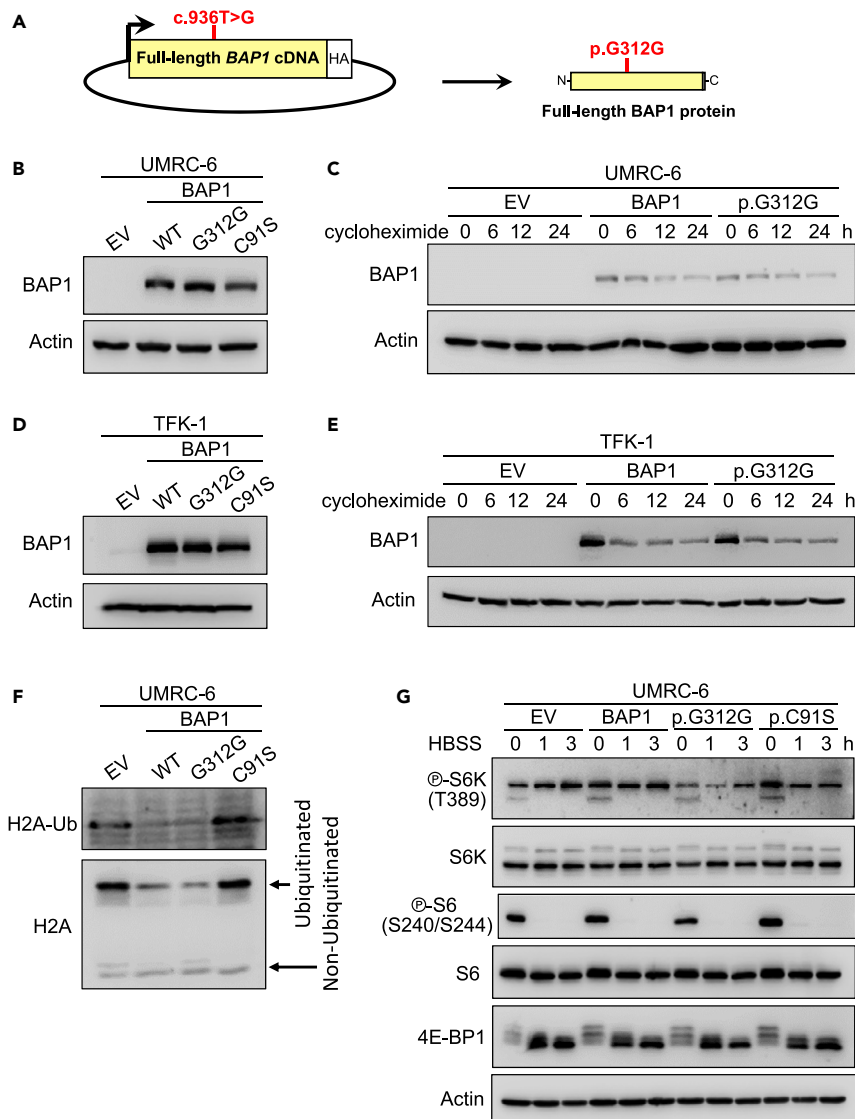 A
c.936T>G
Full-length BAP1 cDNA HA
p.G312G
N C
Full-length BAP1 protein
B
UMRC-6
BAP1
EV WT G312G C91S
BAP1
Actin
C
UMRC-6
EV BAP1 p.G312G
cycloheximide 0 6 12 24 0 6 12 24 0 6 12 24 h
BAP1
Actin
D
TFK-1
BAP1
EV WT G312G C91S
BAP1
Actin
E
TFK-1
EV BAP1 p.G312G
cycloheximide 0 6 12 24 0 6 12 24 0 6 12 24 h
BAP1
Actin
F
UMRC-6
BAP1
EV WT G312G C91S
H2A-Ub
H2A
Ubiquitinated
Non-Ubiquitinated
G
UMRC-6
EV BAP1 p.G312G p.C91S
HBSS 0 1 3 0 1 3 0 1 3 0 1 3 h
Ⓟ-S6K
(T389)
S6K
Ⓟ-S6
(S240/S244)
S6
4E-BP1
Actin